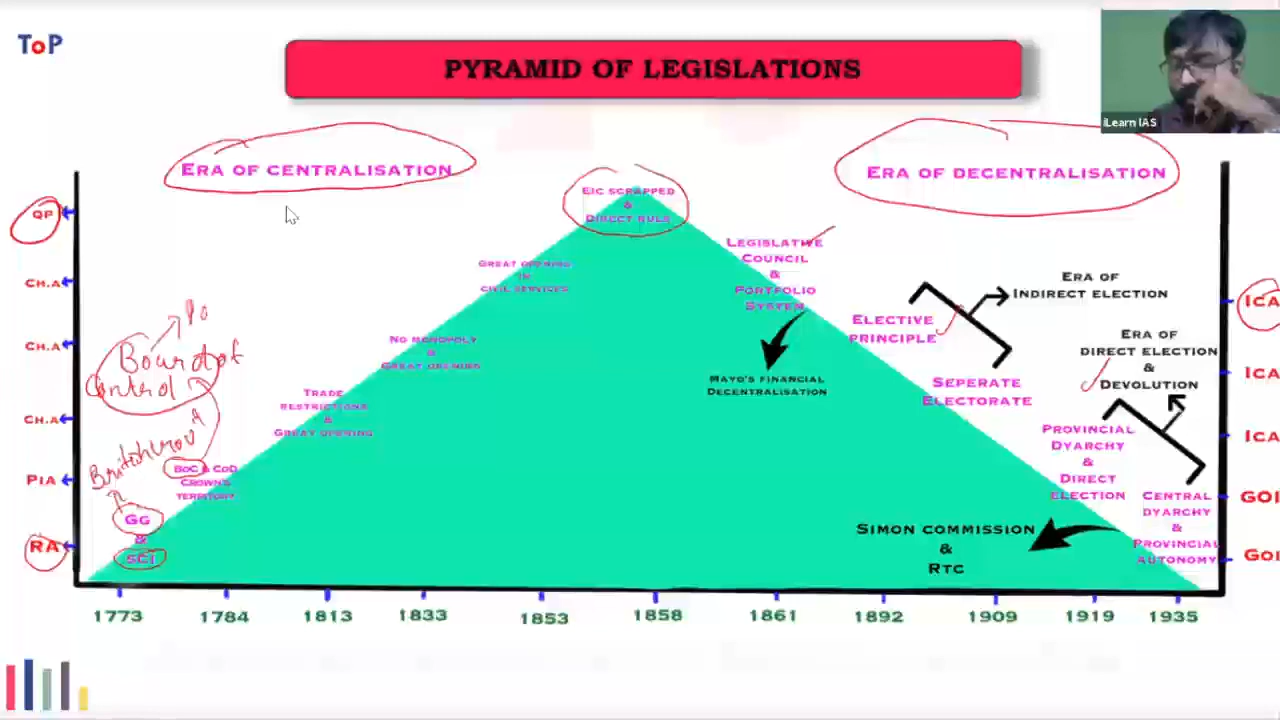 ToP
PYRAMID OF LEGISLATIONS
iLearn IAS
ERA OF CENTRALISATION
ERA OF DECENTRALISATION
EIC SCRAPPED
&
DIRECT RULE
QP
CH.A
CH.A
CH.A
PIA
RA
GREAT OPENING
IN
CIVIL SERVICES
NO MONOPOLY
&
GREAT OPENING
TRADE
RESTRICTIONS
&
GREAT OPENING
Board of
Control
BOC & COD
CROWN'S
TERRITORY
GG
&
SCI
LEGISLATIVE
COUNCIL
&
PORTFOLIO
SYSTEM
MAYO'S FINANCIAL
DECENTRALISATION
ELECTIVE
PRINCIPLE
ERA OF
INDIRECT ELECTION
SEPERATE
ELECTORATE
ERA OF
DIRECT ELECTION
&
DEVOLUTION
PROVINCIAL
DYARCHY
&
DIRECT
ELECTION
CENTRAL
DYARCHY
&
PROVINCIAL
AUTONOMY
SIMON COMMISSION
&
RTC
ICA
ICA
ICA
GOI
GOI
1773 1784 1813 1833 1853 1858 1861 1892 1909 1919 1935